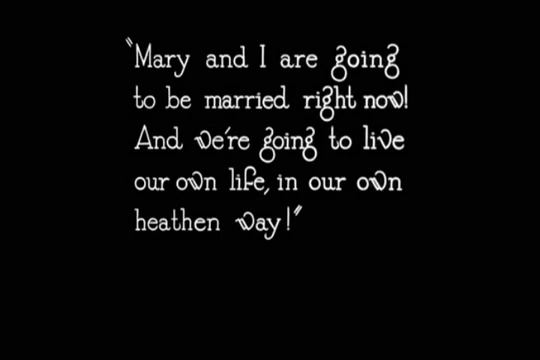 "Mary and I are going
to be married right now!
And we're going to live
our own life, in our own
heathen way!"